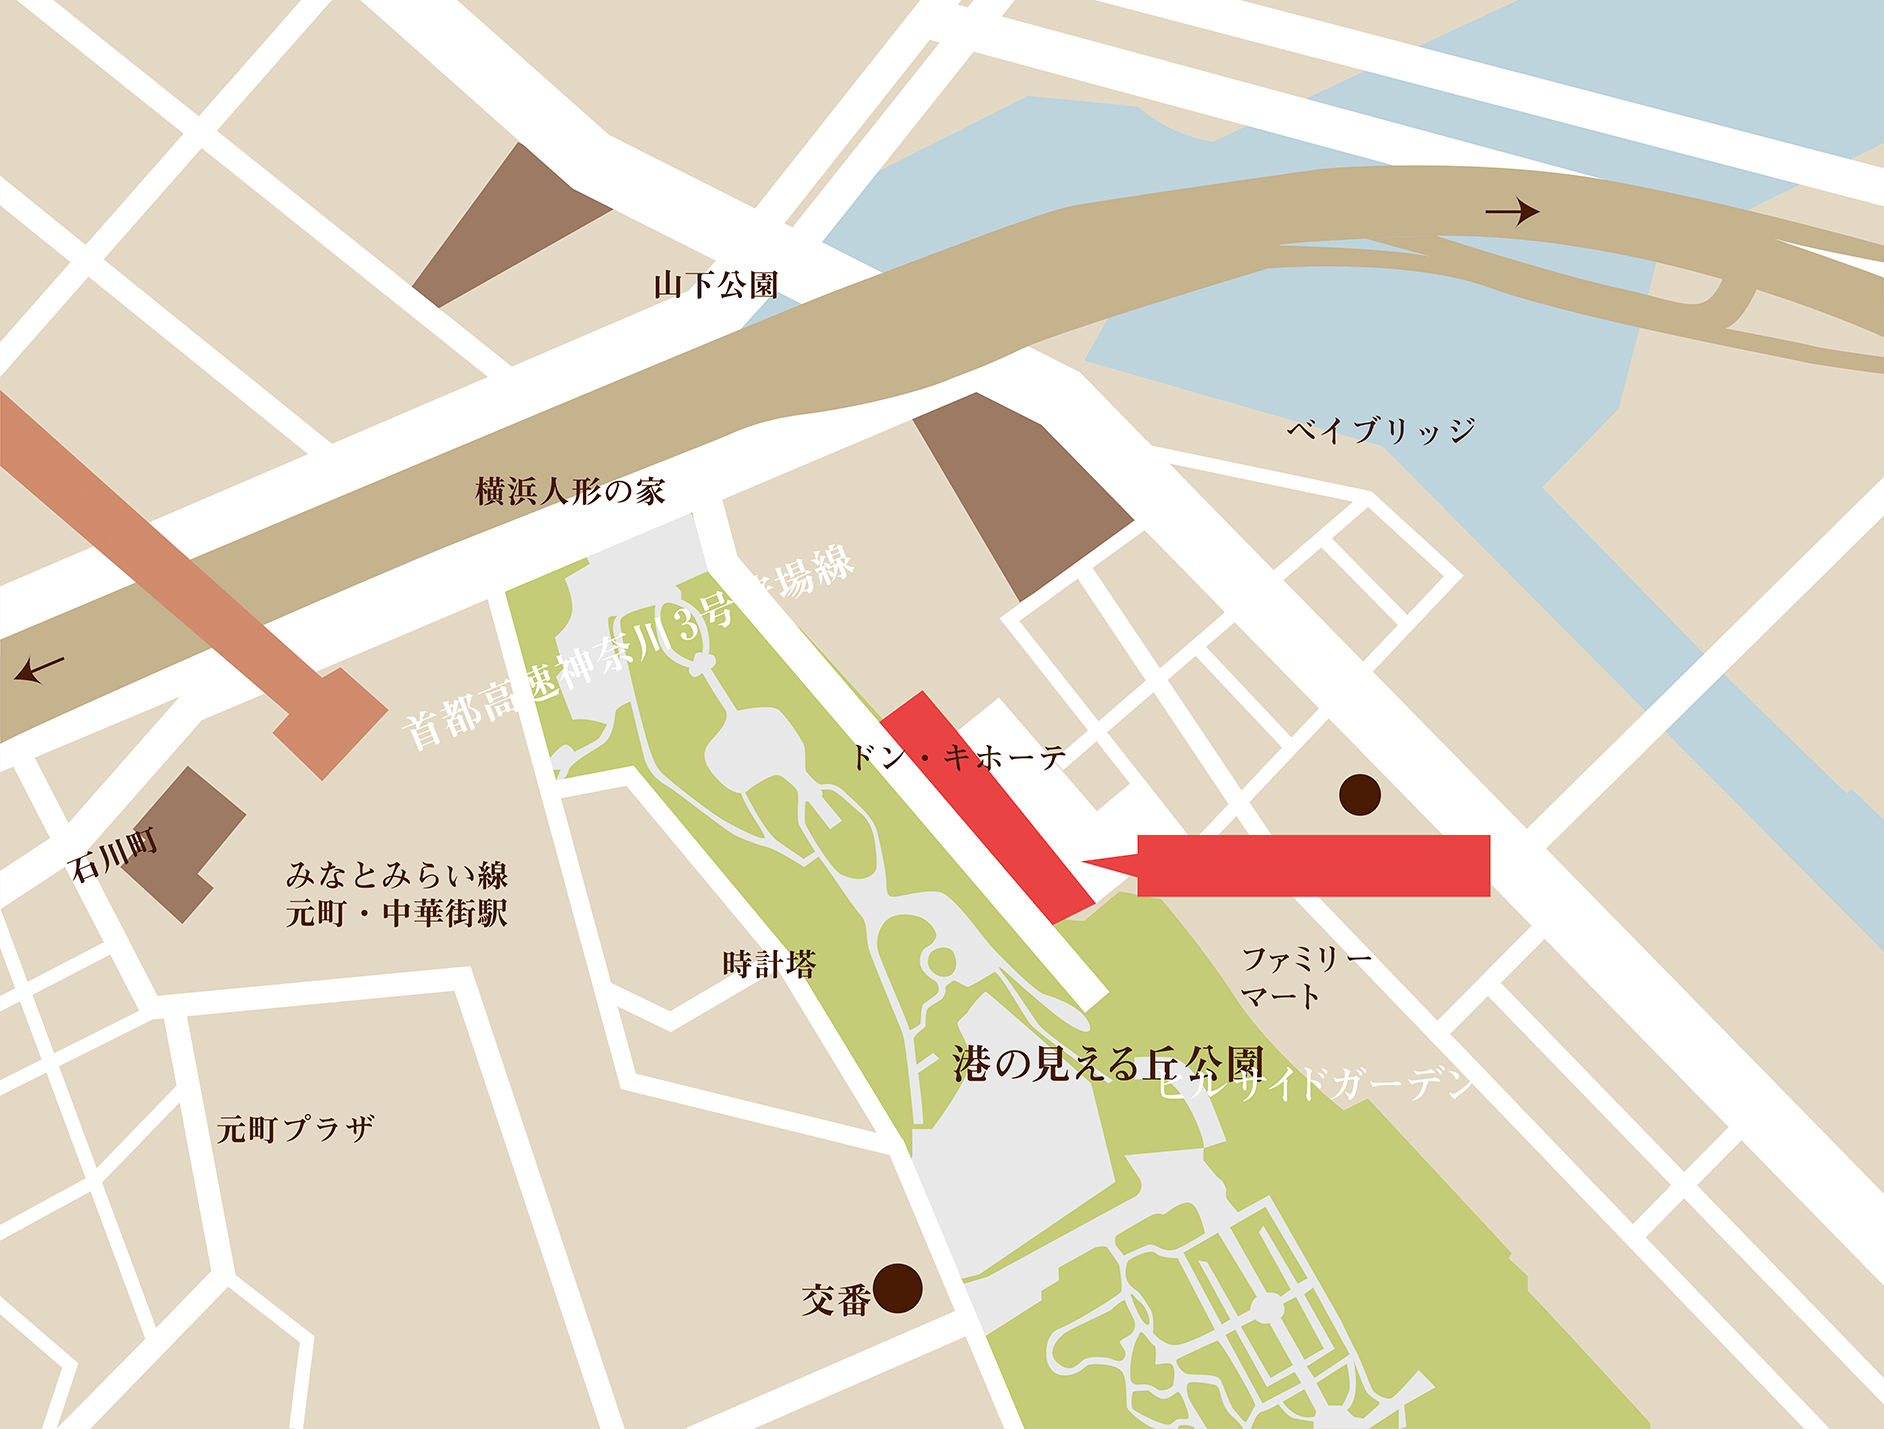 山下公園
ベイブリッジ
横浜人形の家
首都高速神奈川3号
場線
ドン・キホーテ
石川町
みなとみらい線
元町・中華街駅
時計塔
ファミリー
マート
港の見える丘公園
ヒルサイドガーデン
元町プラザ
交番